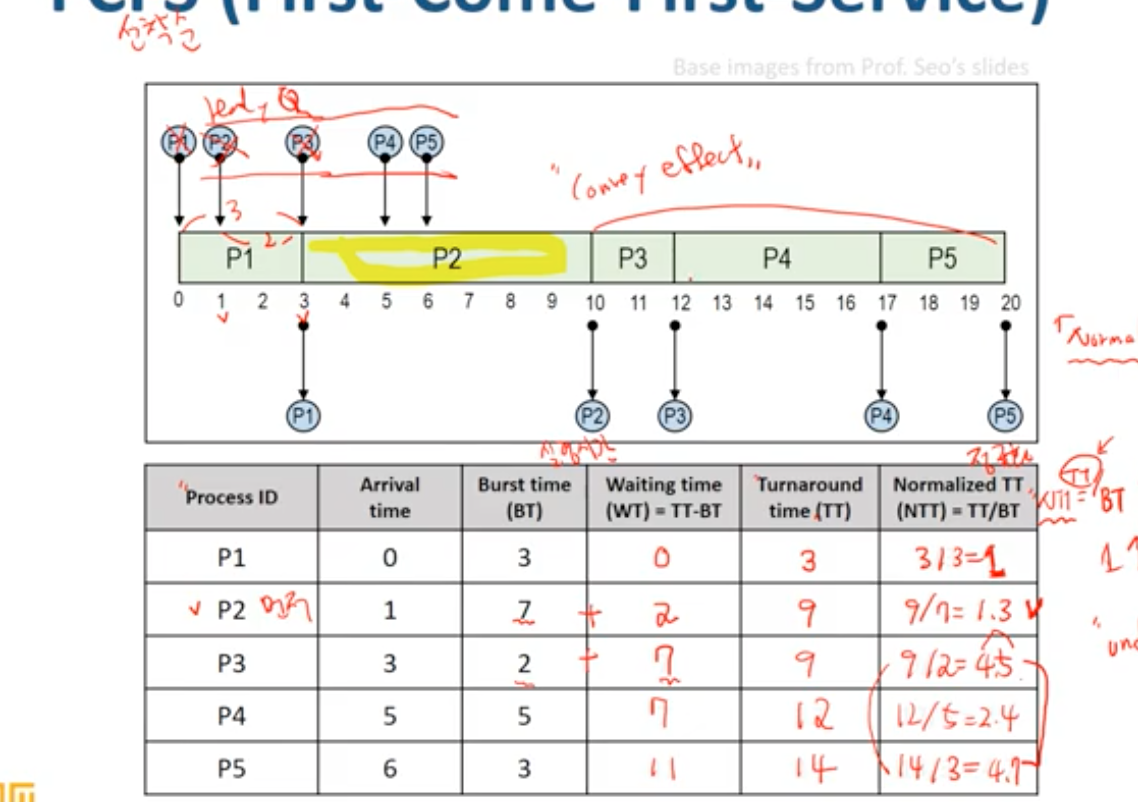 FCFS (First-Come-First-Service)
선착순
Base images from Prof. Seo's slides
Ready Q
P1 P2 P3 P4 P5
"Convoy effect"
3
2
P1 P2 P3 P4 P5
0 1 2 3 4 5 6 7 8 9 10 11 12 13 14 15 16 17 18 19 20
P1 P2 P3 P4 P5
실행시간
Process ID Arrival time Burst time (BT) Waiting time (WT) = TT-BT Turnaround time (TT) Normalized TT (NTT) = TT/BT
NTT = TT BT
P1 0 3 0 3 3/3=1
P2 1 7 + 2 9 9/7=1.3
P3 3 2 + 7 9 9/2=4.5
P4 5 5 7 12 12/5=2.4
P5 6 3 11 14 14/3=4.7